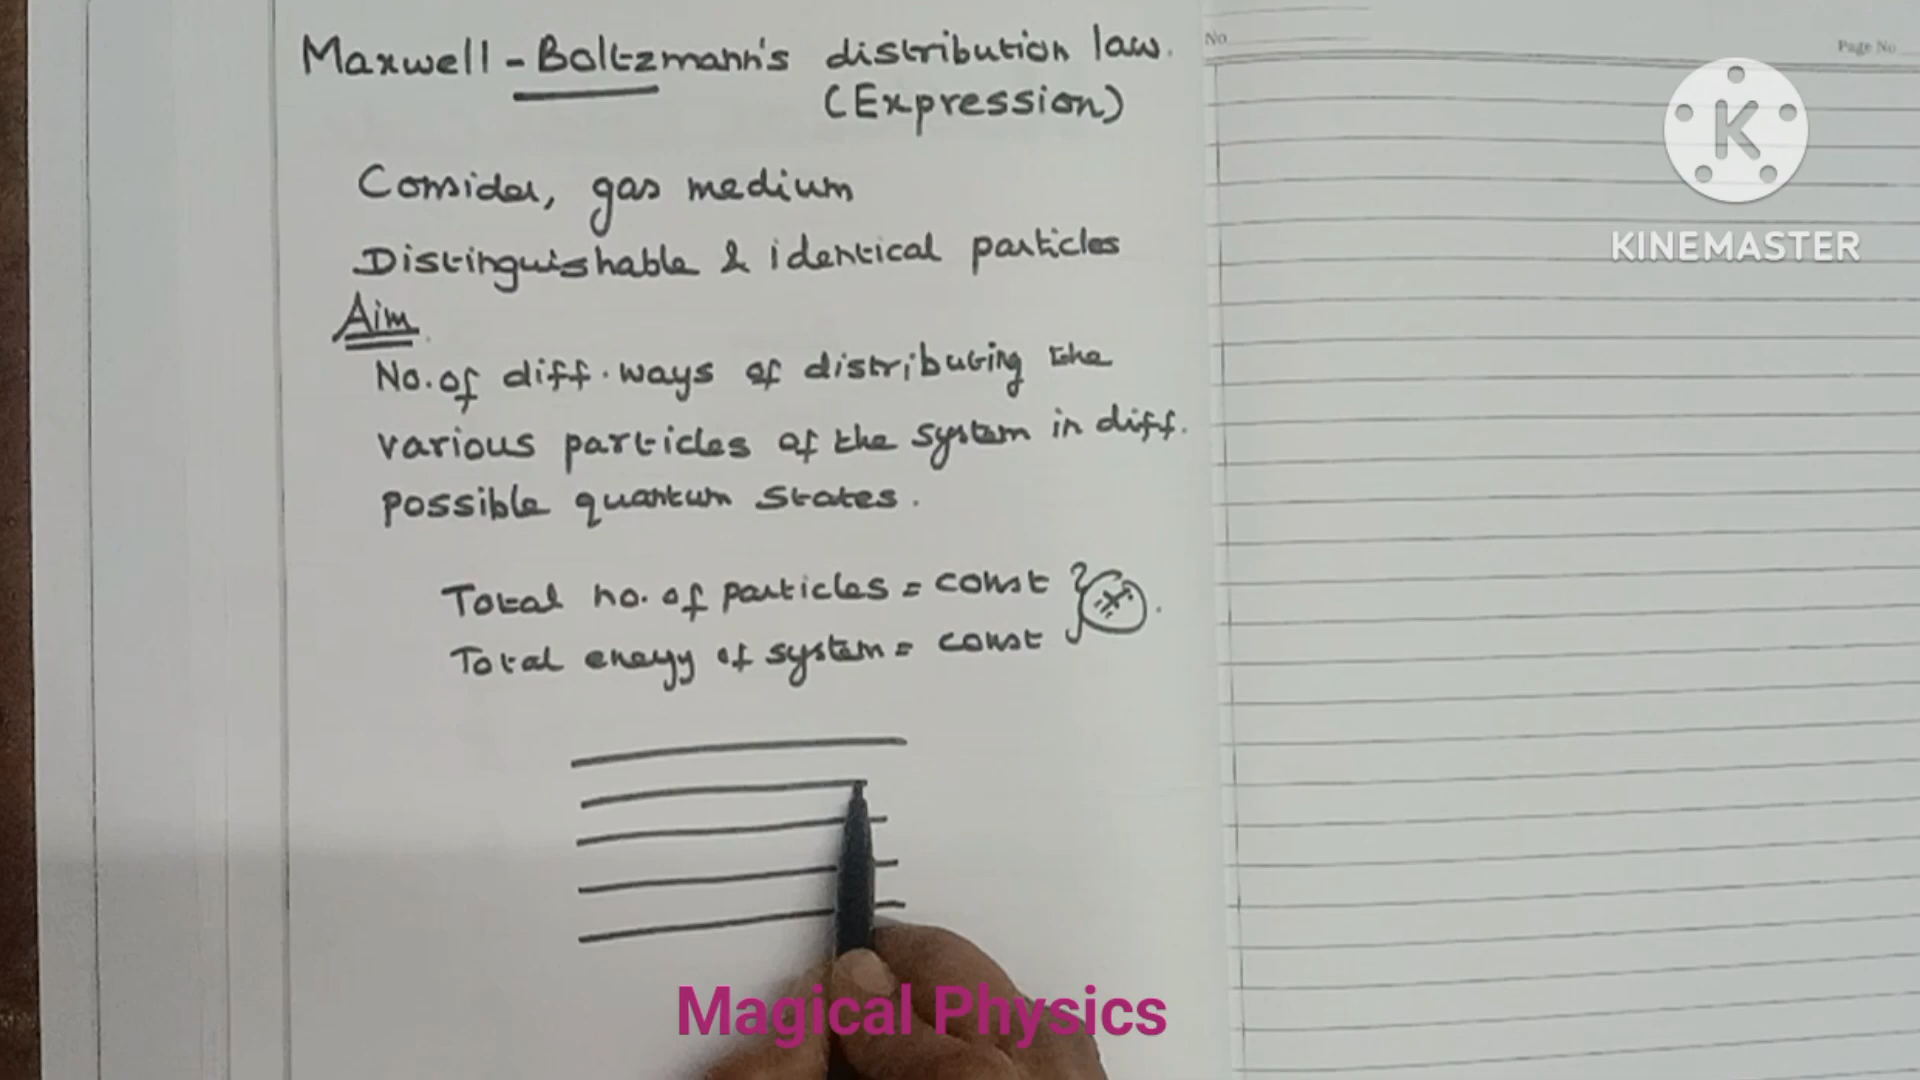 Maxwell-Boltzmann's distribution law.
(Expression)
No
Page No
K
KINEMASTER
Consider, gas medium
Distinguishable & identical particles
Aim
No. of diff. ways of distributing the
various particles of the system in diff.
possible quantum states.
Total no. of particles = const
Total energy of system = const
Magical Physics